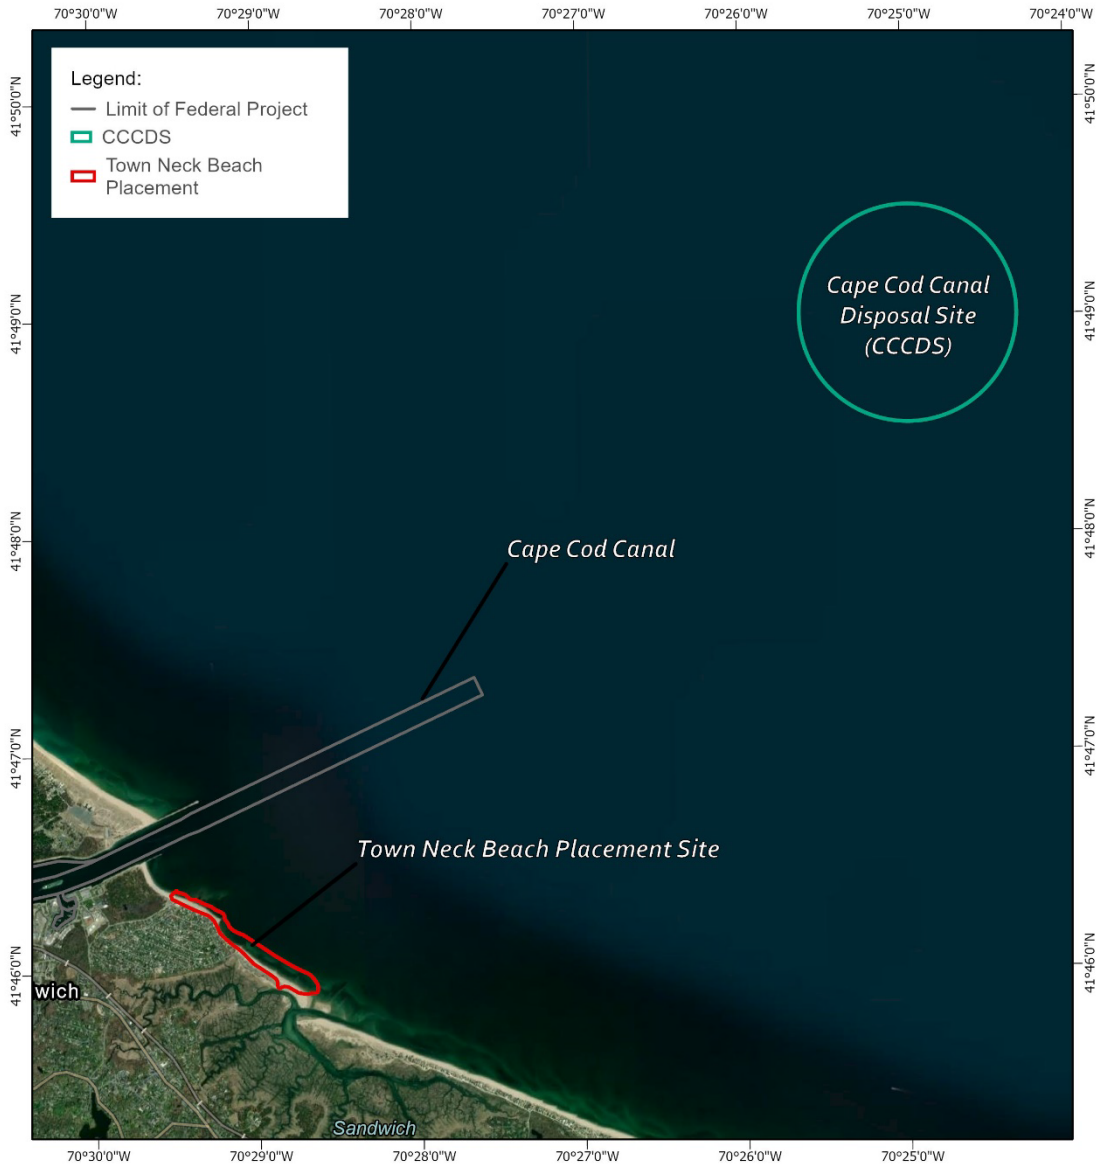 70°30'0"W 70°29'0"W 70°28'0"W 70°27'0"W 70°26'0"W 70°25'0"W 70°24'0"W
Legend:
Limit of Federal Project
CCCDS
Town Neck Beach
Placement
41°50'0"N 41°50'0"N
Cape Cod Canal
Disposal Site
(CCCDS)
41°49'0"N 41°49'0"N
41°48'0"N 41°48'0"N
Cape Cod Canal
41°47'0"N 41°47'0"N
Town Neck Beach Placement Site
41°46'0"N 41°46'0"N
wich
Sandwich
70°30'0"W 70°29'0"W 70°28'0"W 70°27'0"W 70°26'0"W 70°25'0"W